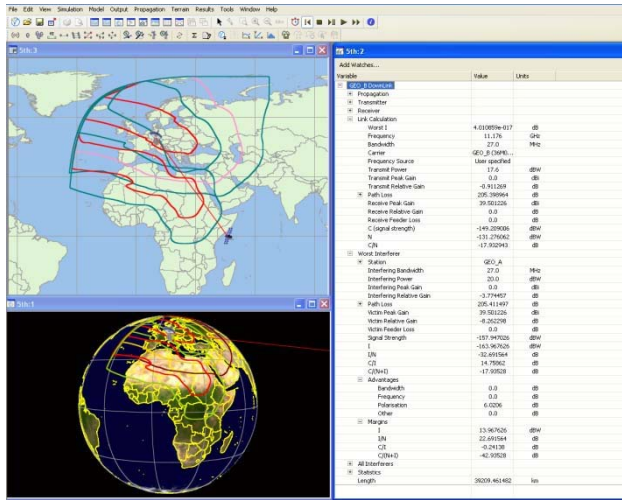 File Edit View Simulation Model Output Propagation Terrain Results Tools Window Help
5th:3
5th:1
5th:2
Add Watches...
Variable Value Units
GEO_B DownLink
Propagation
Transmitter
Receiver
Link Calculation
Worst I 4.010859e-017 dB
Frequency 11.176 GHz
Bandwidth 27.0 MHz
Carrier GEO_B (36M0...
Frequency Source User specified
Transmit Power 17.6 dBW
Transmit Peak Gain 0.0 dBi
Transmit Relative Gain -0.911269 dB
Path Loss 205.398964 dB
Receive Peak Gain 39.501226 dBi
Receive Relative Gain 0.0 dB
Receive Feeder Loss 0.0 dB
C (signal strength) -149.209006 dBW
N -131.276062 dBW
C/N -17.932943 dB
Worst Interferer
Station GEO_A
Interfering Bandwidth 27.0 MHz
Interfering Power 20.0 dBW
Interfering Peak Gain 0.0 dBi
Interfering Relative Gain -3.774457 dB
Path Loss 205.411497 dB
Victim Peak Gain 39.501226 dBi
Victim Relative Gain -8.262298 dB
Victim Feeder Loss 0.0 dB
Signal Strength -157.947026 dBW
I -163.967626 dBW
I/N -32.691564 dB
C/I 14.75862 dB
C/(N+I) -17.93528 dB
Advantages
Bandwidth 0.0 dB
Frequency 0.0 dB
Polarisation 6.0206 dB
Other 0.0 dB
Margins
I 13.967626 dBW
I/N 22.691564 dB
C/I -0.24138 dB
C/(N+I) -42.93528 dB
All Interferers
Statistics
Length 39209.461482 km